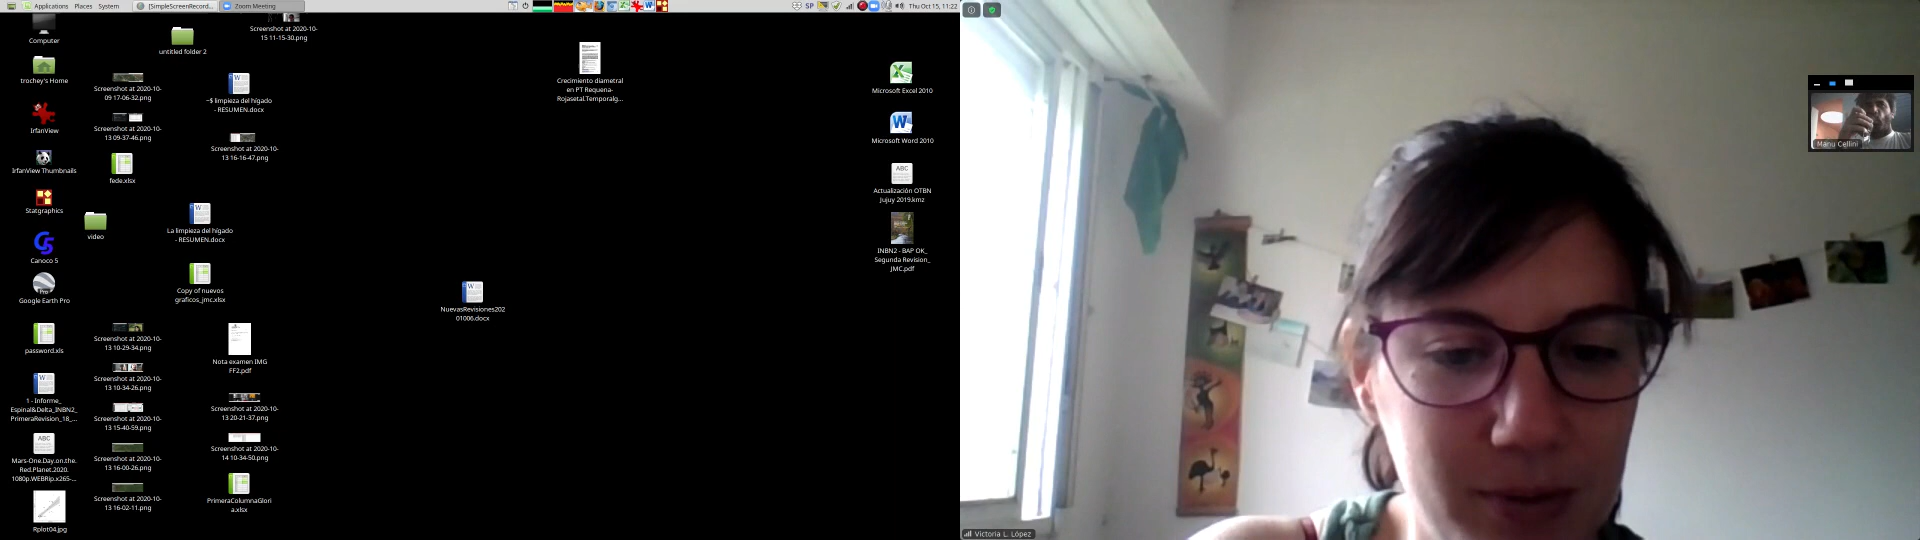 Applications Places System
[SimpleScreenRecord...
Zoom Meeting
SP
Thu Oct 15, 11:22
Computer
untitled folder 2
Screenshot at 2020-10-
15 11-15-30.png
trochey's Home
Screenshot at 2020-10-
09 17-06-32.png
~$ limpieza del hígado
- RESUMEN.docx
IrfanView
Screenshot at 2020-10-
13 09-37-46.png
Screenshot at 2020-10-
13 16-16-47.png
IrfanView Thumbnails
fede.xlsx
Statgraphics
video
La limpieza del hígado
- RESUMEN.docx
Canoco 5
Google Earth Pro
Copy of nuevos
graficos_jmc.xlsx
password.xls
Screenshot at 2020-10-
13 10-29-34.png
Nota examen IMG
FF2.pdf
Screenshot at 2020-10-
13 10-34-26.png
1 - Informe_
Espinal&Delta_INBN2_
PrimeraRevision_18_...
Screenshot at 2020-10-
13 15-40-59.png
Screenshot at 2020-10-
13 20-21-37.png
ABC
Mars-One.Day.on.the.
Red.Planet.2020.
1080p.WEBRip.x265-...
Screenshot at 2020-10-
13 16-00-26.png
Screenshot at 2020-10-
14 10-34-50.png
Rplot04.jpg
Screenshot at 2020-10-
13 16-02-11.png
PrimeraColumnaGlori
a.xlsx
Crecimiento diametral
en PT Requena-
Rojasetal.Temporalg...
NuevasRevisiones202
01006.docx
Microsoft Excel 2010
Microsoft Word 2010
ABC
Actualización OTBN
Jujuy 2019.kmz
INBN2 - BAP OK_
Segunda Revision_
JMC.pdf
Manu Cellini
Victoria L. López